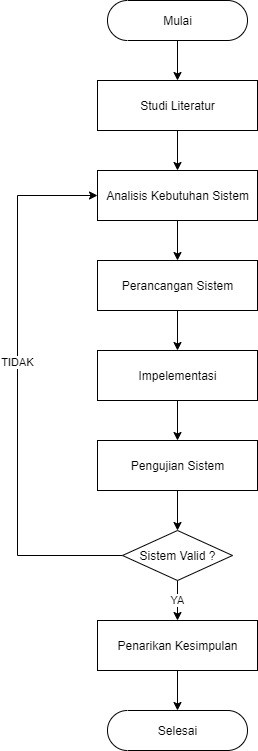 Mulai
Studi Literatur
Analisis Kebutuhan Sistem
Perancangan Sistem
Impelementasi
Pengujian Sistem
Sistem Valid ?
TIDAK
YA
Penarikan Kesimpulan
Selesai